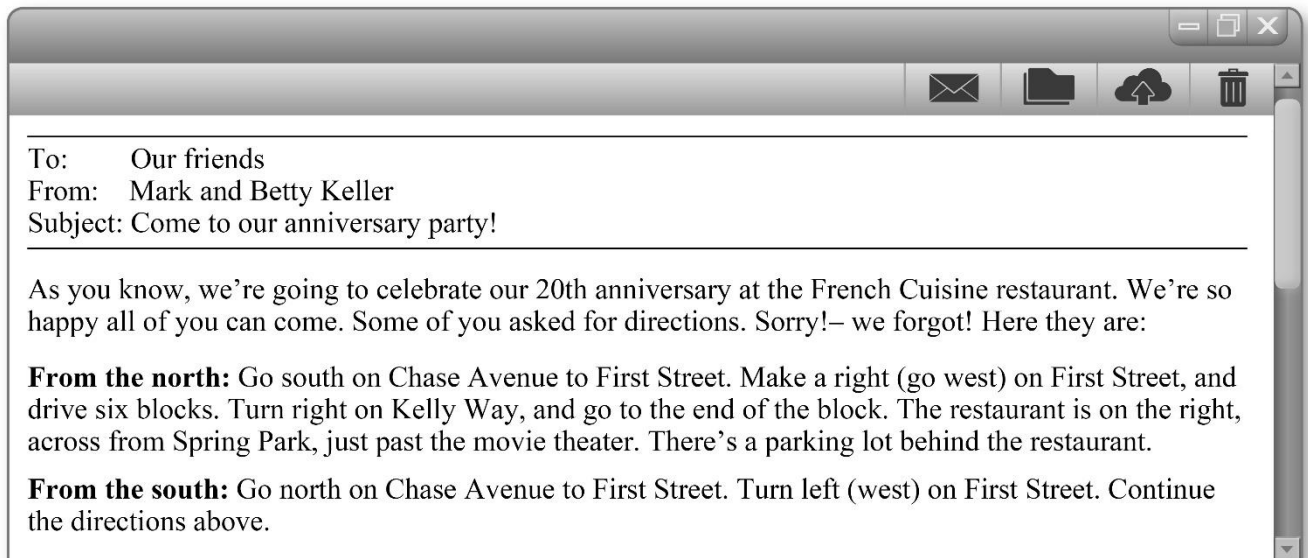 To: Our friends
From: Mark and Betty Keller
Subject: Come to our anniversary party!
As you know, we’re going to celebrate our 20th anniversary at the French Cuisine restaurant. We’re so
happy all of you can come. Some of you asked for directions. Sorry!– we forgot! Here they are:
From the north: Go south on Chase Avenue to First Street. Make a right (go west) on First Street, and
drive six blocks. Turn right on Kelly Way, and go to the end of the block. The restaurant is on the right,
across from Spring Park, just past the movie theater. There’s a parking lot behind the restaurant.
From the south: Go north on Chase Avenue to First Street. Turn left (west) on First Street. Continue
the directions above.